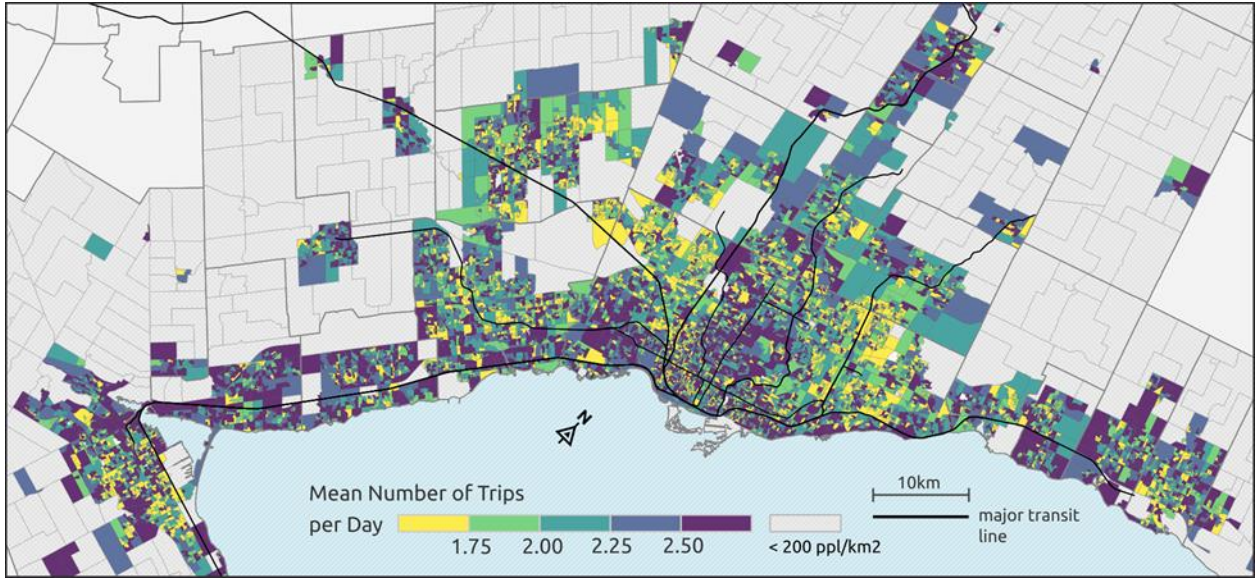 N
Mean Number of Trips
per Day
1.75 2.00 2.25 2.50
< 200 ppl/km2
10km
major transit
line